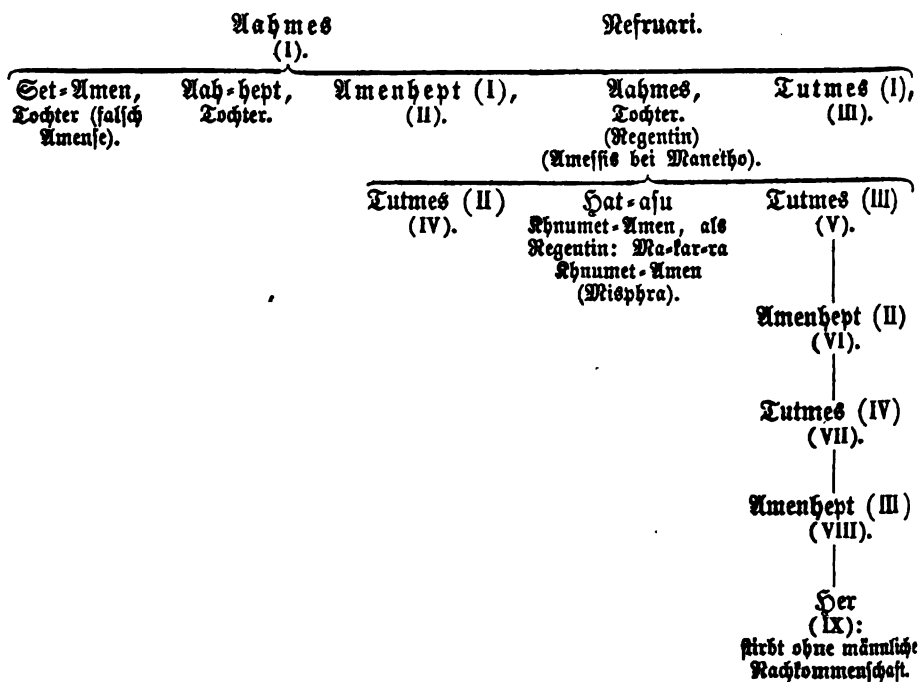 Aahmes Nefruari.
(I).
Set-Amen, Aah-hept, Amenhept (I), Aahmes, Tutmes (I),
Tochter (falsch Tochter. (II). Tochter. (III).
Amense). (Regentin)
(Amessis bei Manetho).
Tutmes (II) Hat-asu Tutmes (III)
(IV). Khnumet-Amen, als (V).
Regentin: Ma-kar-ra
Khnumet-Amen
(Misphra).
Amenhept (II)
(VI).
Tutmes (IV)
(VII).
Amenhept (III)
(VIII).
Her
(IX):
stirbt ohne männliche
Nachkommenschaft.